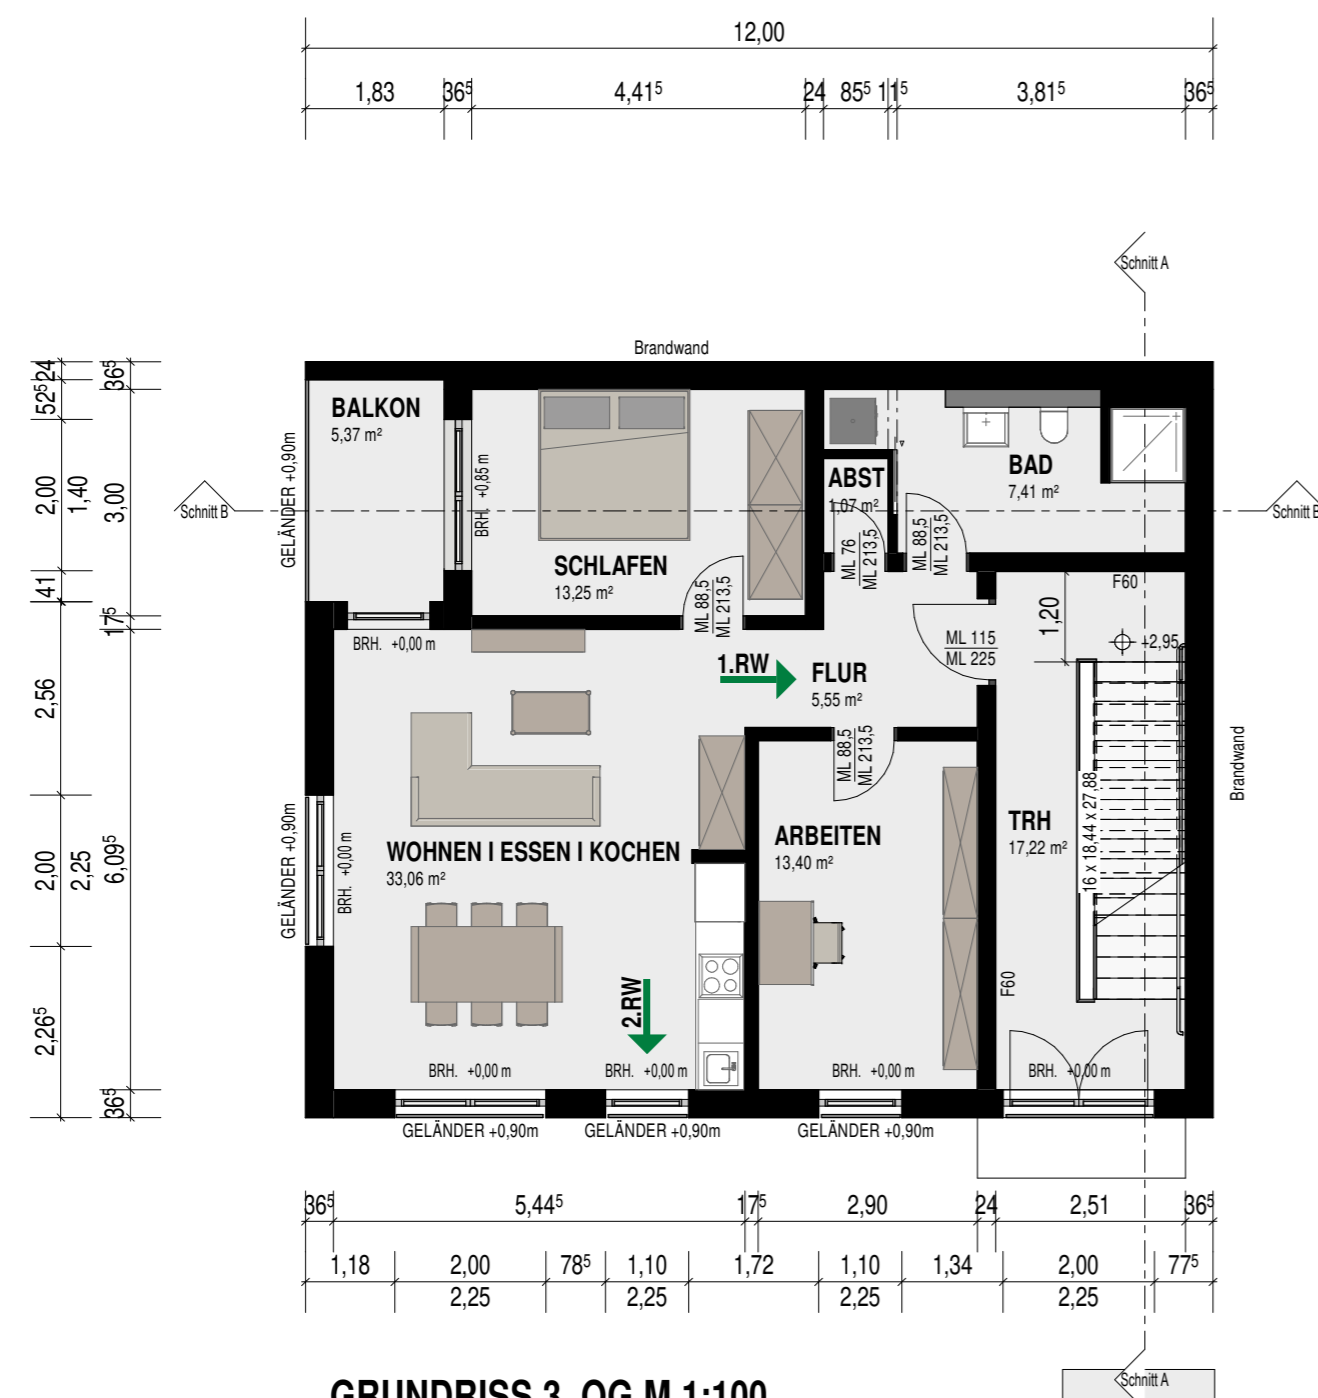 12,00
1,83 36⁵ 4,41⁵ 24 85⁵ 11⁵ 3,81⁵ 36⁵
Schnitt A
Brandwand
24
52⁵
2,00
1,40
41
2,56
2,00
2,25
2,26⁵
36⁵
3,00
17⁵
6,09⁵
36⁵
Schnitt B
Schnitt B
GELÄNDER +0,90m
BALKON
5,37 m²
BRH. +0,85 m
SCHLAFEN
13,25 m²
ML 88,5
ML 213,5
ABST
1,07 m²
ML 76
ML 213,5
BAD
7,41 m²
ML 88,5
ML 213,5
F60
1,20
+2,95
ML 115
ML 225
BRH. +0,00 m
1.RW
FLUR
5,55 m²
ML 88,5
ML 213,5
Brandwand
GELÄNDER +0,90m
BRH. +0,00 m
WOHNEN I ESSEN I KOCHEN
33,06 m²
ARBEITEN
13,40 m²
TRH
17,22 m²
16 x 18,44 x 27,88
F60
2.RW
BRH. +0,00 m
BRH. +0,00 m
BRH. +0,00 m
BRH. +0,00 m
GELÄNDER +0,90m
GELÄNDER +0,90m
GELÄNDER +0,90m
36⁵ 5,44⁵ 17⁵ 2,90 24 2,51 36⁵
1,18 2,00 78⁵ 1,10 1,72 1,10 1,34 2,00 77⁵
2,25 2,25 2,25 2,25
Schnitt A
GRUNDRISS 3. OG M 1:100